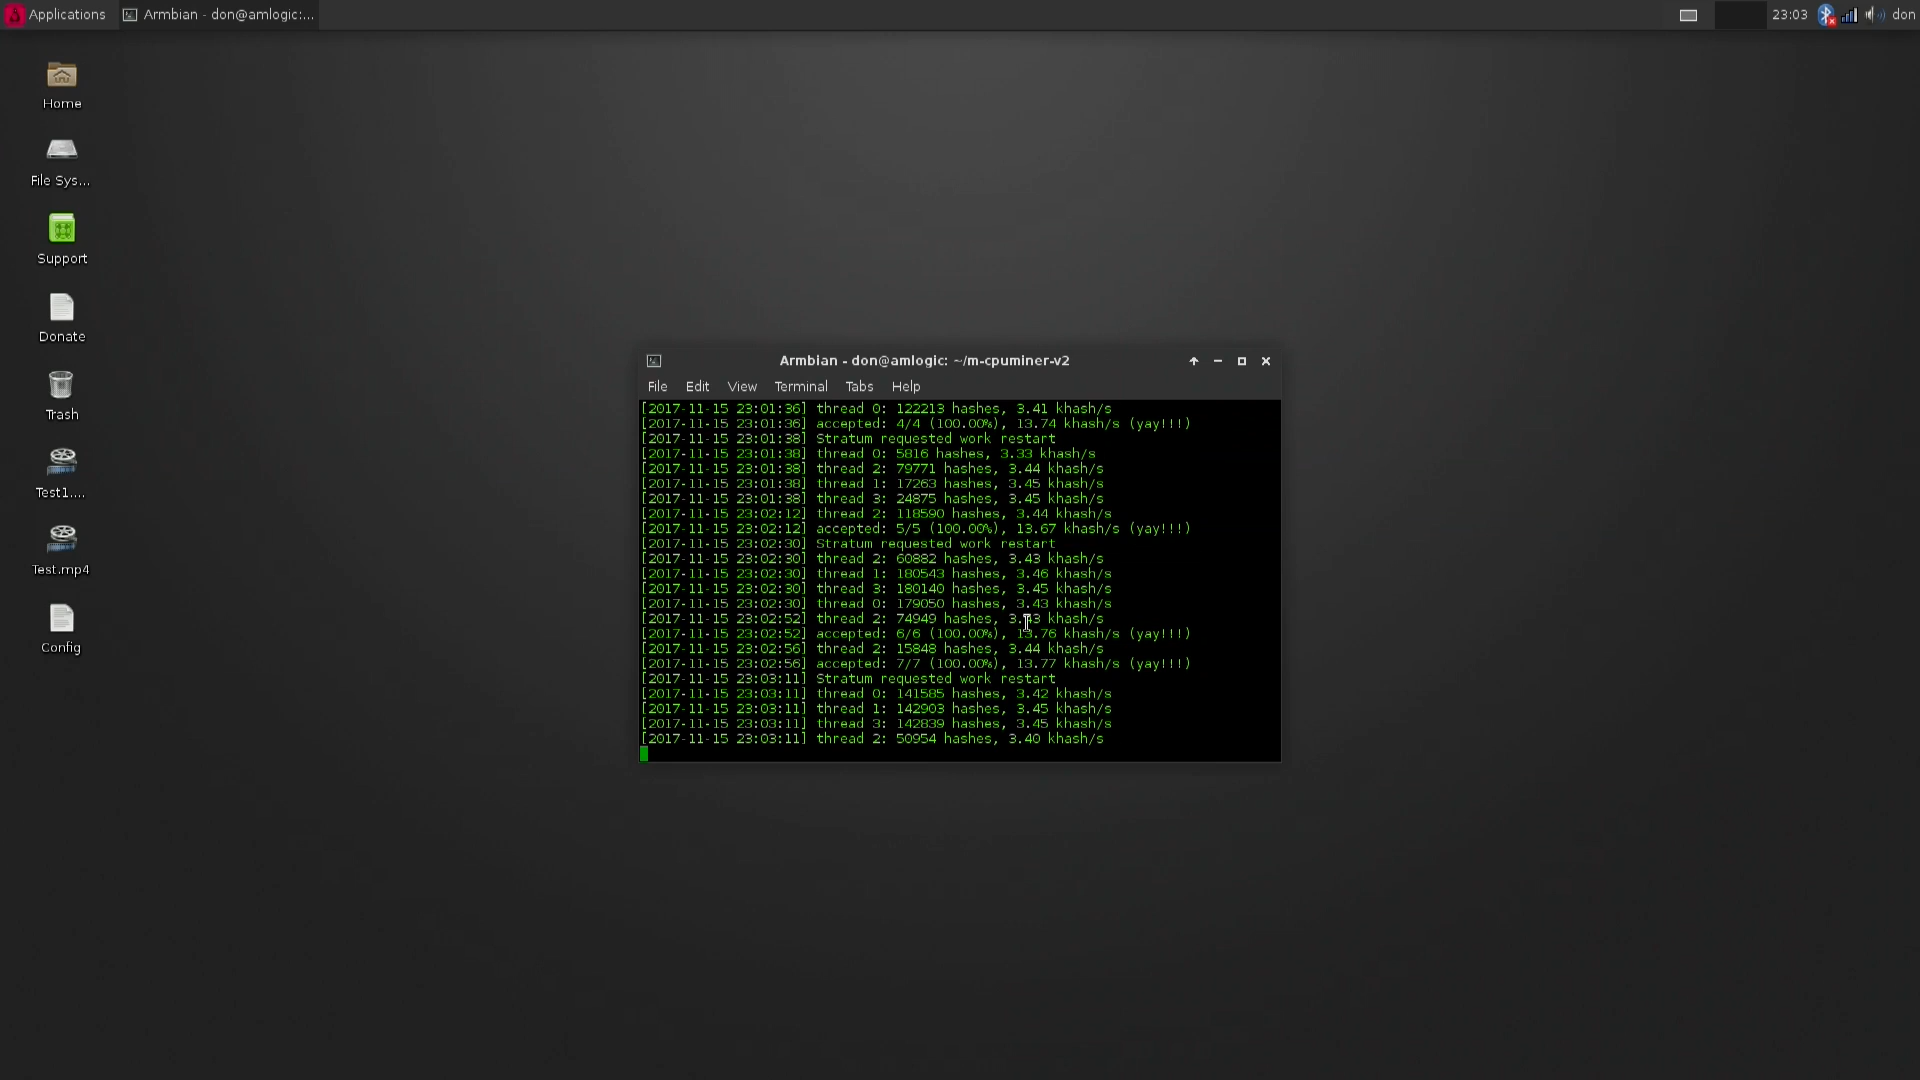 Applications
Armbian - don@amlogic:...
23:03
don
Home
File Sys...
Support
Donate
Trash
Test1....
Test.mp4
Config
Armbian - don@amlogic: ~/m-cpuminer-v2
File Edit View Terminal Tabs Help
[2017-11-15 23:01:36] thread 0: 122213 hashes, 3.41 khash/s
[2017-11-15 23:01:36] accepted: 4/4 (100.00%), 13.74 khash/s (yay!!!)
[2017-11-15 23:01:38] Stratum requested work restart
[2017-11-15 23:01:38] thread 0: 5816 hashes, 3.33 khash/s
[2017-11-15 23:01:38] thread 2: 79771 hashes, 3.44 khash/s
[2017-11-15 23:01:38] thread 1: 17263 hashes, 3.45 khash/s
[2017-11-15 23:01:38] thread 3: 24875 hashes, 3.45 khash/s
[2017-11-15 23:02:12] thread 2: 118590 hashes, 3.44 khash/s
[2017-11-15 23:02:12] accepted: 5/5 (100.00%), 13.67 khash/s (yay!!!)
[2017-11-15 23:02:30] Stratum requested work restart
[2017-11-15 23:02:30] thread 2: 60882 hashes, 3.43 khash/s
[2017-11-15 23:02:30] thread 1: 180543 hashes, 3.46 khash/s
[2017-11-15 23:02:30] thread 3: 180140 hashes, 3.45 khash/s
[2017-11-15 23:02:30] thread 0: 179050 hashes, 3.43 khash/s
[2017-11-15 23:02:52] thread 2: 74949 hashes, 3.43 khash/s
[2017-11-15 23:02:52] accepted: 6/6 (100.00%), 13.76 khash/s (yay!!!)
[2017-11-15 23:02:56] thread 2: 15848 hashes, 3.44 khash/s
[2017-11-15 23:02:56] accepted: 7/7 (100.00%), 13.77 khash/s (yay!!!)
[2017-11-15 23:03:11] Stratum requested work restart
[2017-11-15 23:03:11] thread 0: 141585 hashes, 3.42 khash/s
[2017-11-15 23:03:11] thread 1: 142903 hashes, 3.45 khash/s
[2017-11-15 23:03:11] thread 3: 142839 hashes, 3.45 khash/s
[2017-11-15 23:03:11] thread 2: 50954 hashes, 3.40 khash/s